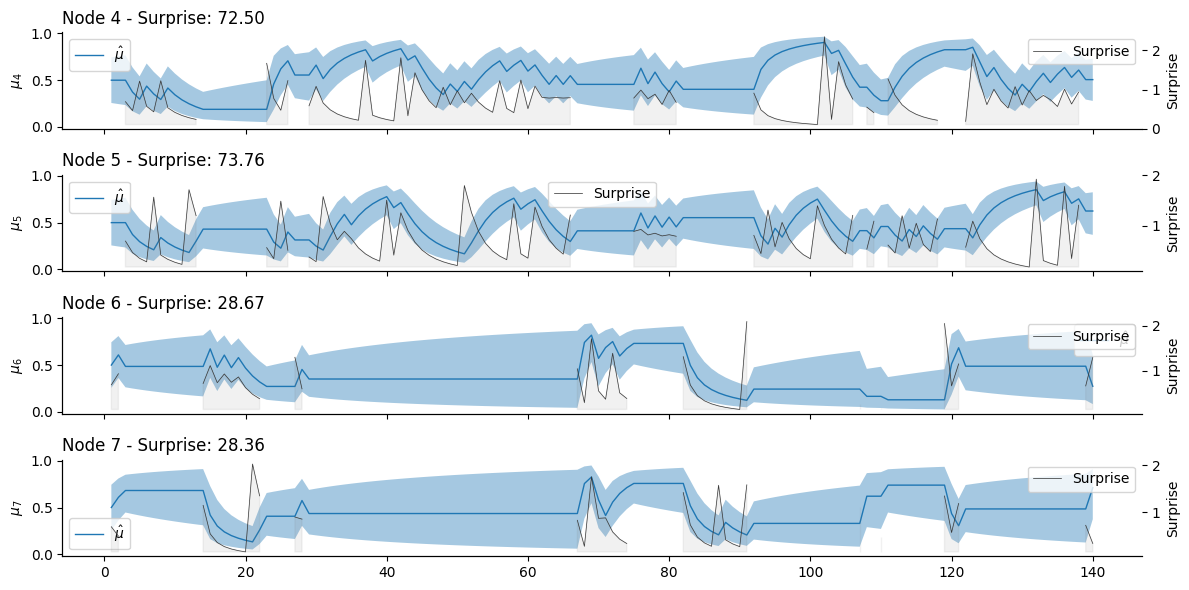 Node 4 - Surprise: 72.50
1.0
0.5
0.0
μ4
μ̂
Surprise
2
1
0
Surprise
Node 5 - Surprise: 73.76
1.0
0.5
0.0
μ5
μ̂
Surprise
2
1
Surprise
Node 6 - Surprise: 28.67
1.0
0.5
0.0
μ6
Surprise
2
1
Surprise
Node 7 - Surprise: 28.36
1.0
0.5
0.0
μ7
μ̂
Surprise
2
1
Surprise
0 20 40 60 80 100 120 140